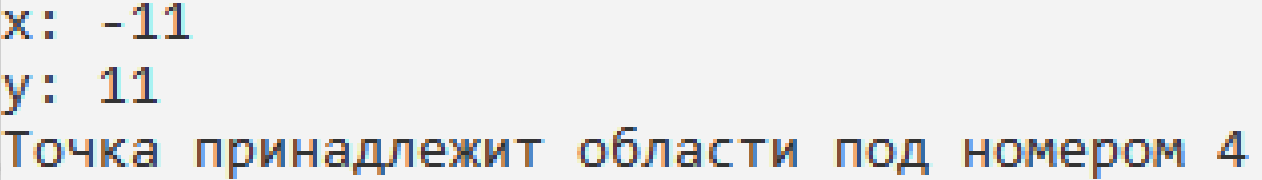 x: -11
y: 11
Точка принадлежит области под номером 4